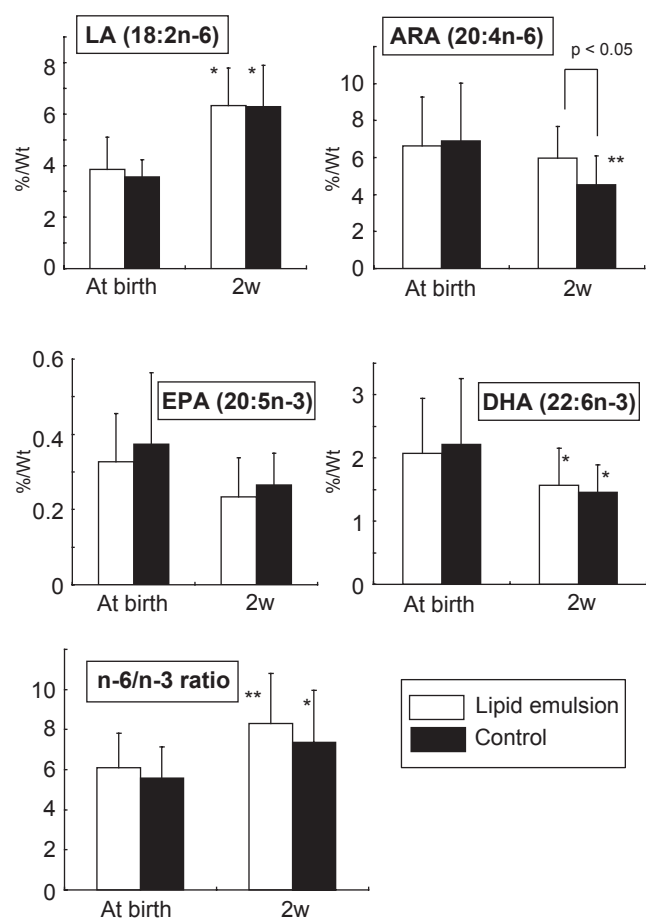 LA (18:2n-6)
8
6
4
2
0
%/Wt
*
*
At birth
2w
ARA (20:4n-6)
p < 0.05
10
8
6
4
2
0
%/Wt
**
At birth
2w
0.6
0.4
0.2
0
%/Wt
EPA (20:5n-3)
At birth
2w
3
2
1
0
%/Wt
DHA (22:6n-3)
*
*
At birth
2w
n-6/n-3 ratio
10
8
6
4
2
0
**
*
At birth
2w
Lipid emulsion
Control